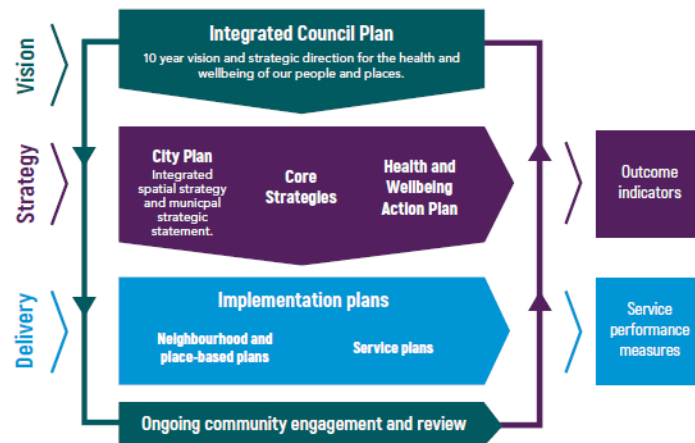 Vision
Integrated Council Plan
10 year vision and strategic direction for the health and
wellbeing of our people and places.
Strategy
City Plan
Integrated
spatial strategy
and municpal
strategic
statement.
Core
Strategies
Health and
Wellbeing
Action Plan
Outcome
indicators
Delivery
Implementation plans
Neighbourhood and
place-based plans
Service plans
Service
performance
measures
Ongoing community engagement and review